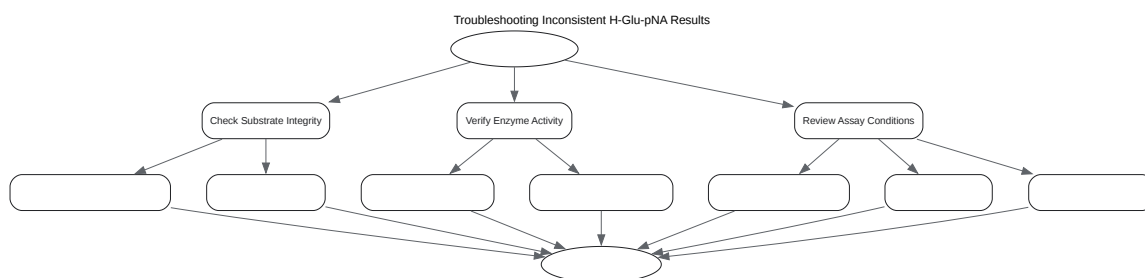 Troubleshooting Inconsistent H-Glu-pNA Results
Check Substrate Integrity
Verify Enzyme Activity
Review Assay Conditions